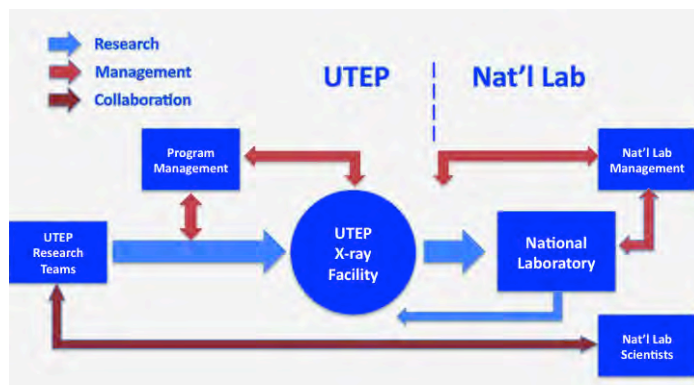 Research
Management
Collaboration
UTEP
Nat'l Lab
Program
Management
Nat'l Lab
Management
UTEP
Research
Teams
UTEP
X-ray
Facility
National
Laboratory
Nat'l Lab
Scientists